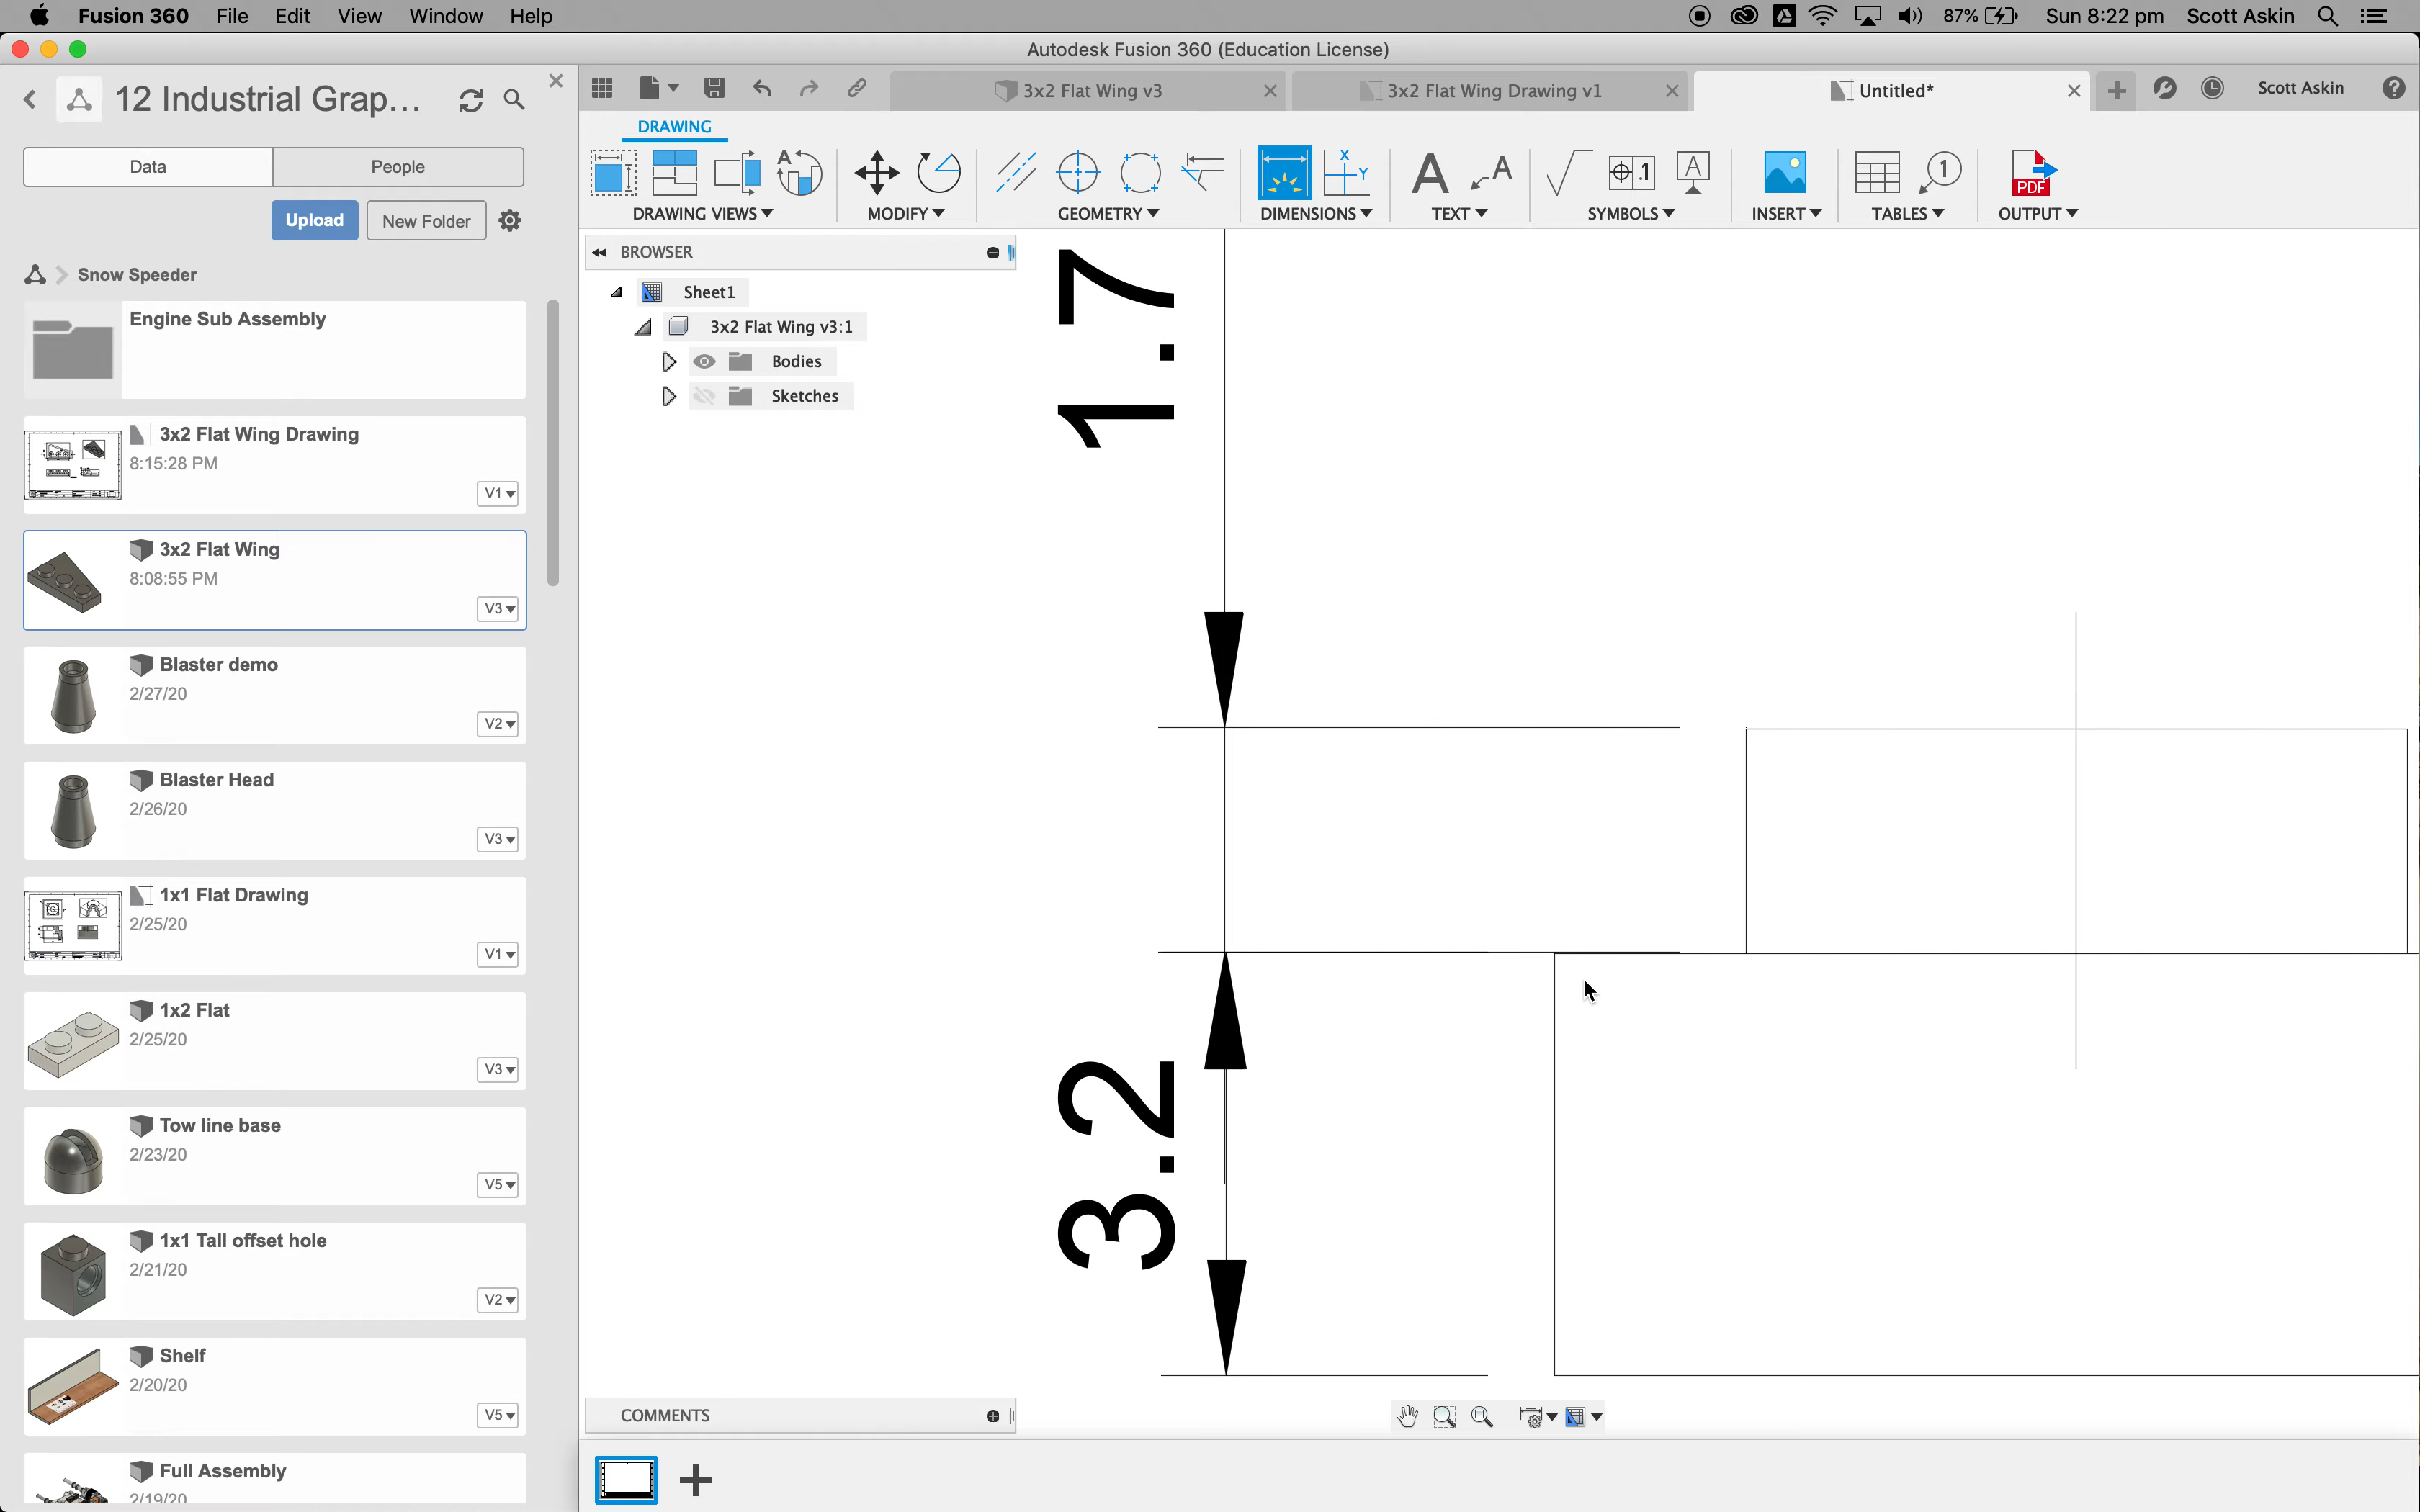 Fusion 360 File Edit View Window Help 87% Sun 8:22 pm Scott Askin
Autodesk Fusion 360 (Education License)
12 Industrial Grap...
3x2 Flat Wing v3
3x2 Flat Wing Drawing v1
Untitled*
Scott Askin
DRAWING
Data People
Upload New Folder
A A A .1 A X Y 1 PDF
DRAWING VIEWS MODIFY GEOMETRY DIMENSIONS TEXT SYMBOLS INSERT TABLES OUTPUT
BROWSER
Sheet1
3x2 Flat Wing v3:1
Bodies
Sketches
Snow Speeder
Engine Sub Assembly
3x2 Flat Wing Drawing
8:15:28 PM
V1
3x2 Flat Wing
8:08:55 PM
V3
Blaster demo
2/27/20
V2
Blaster Head
2/26/20
V3
1x1 Flat Drawing
2/25/20
V1
1x2 Flat
2/25/20
V3
Tow line base
2/23/20
V5
1x1 Tall offset hole
2/21/20
V2
Shelf
2/20/20
V5
Full Assembly
2/19/20
1.7
3.2
COMMENTS